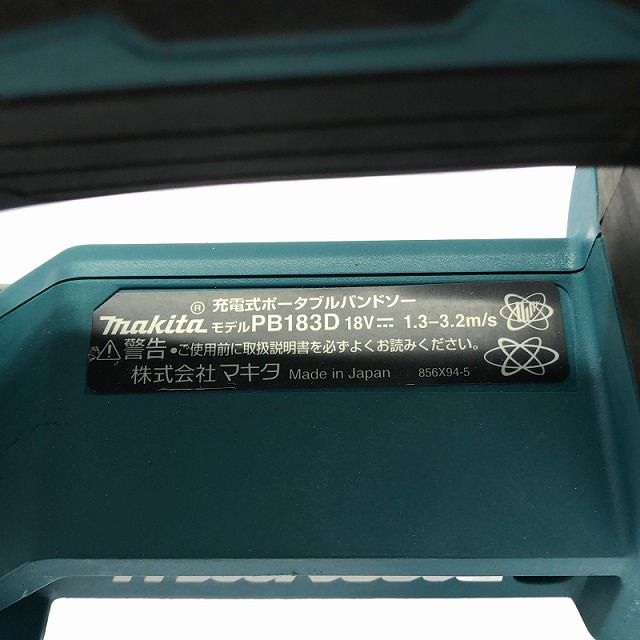 充電式ポータブルバンドソー
makita® モデルPB183D 18V⎓ 1.3-3.2m/s
⚠警告・ご使用前に取扱説明書を必ずよくお読みください。
株式会社マキタ Made in Japan 856X94-5